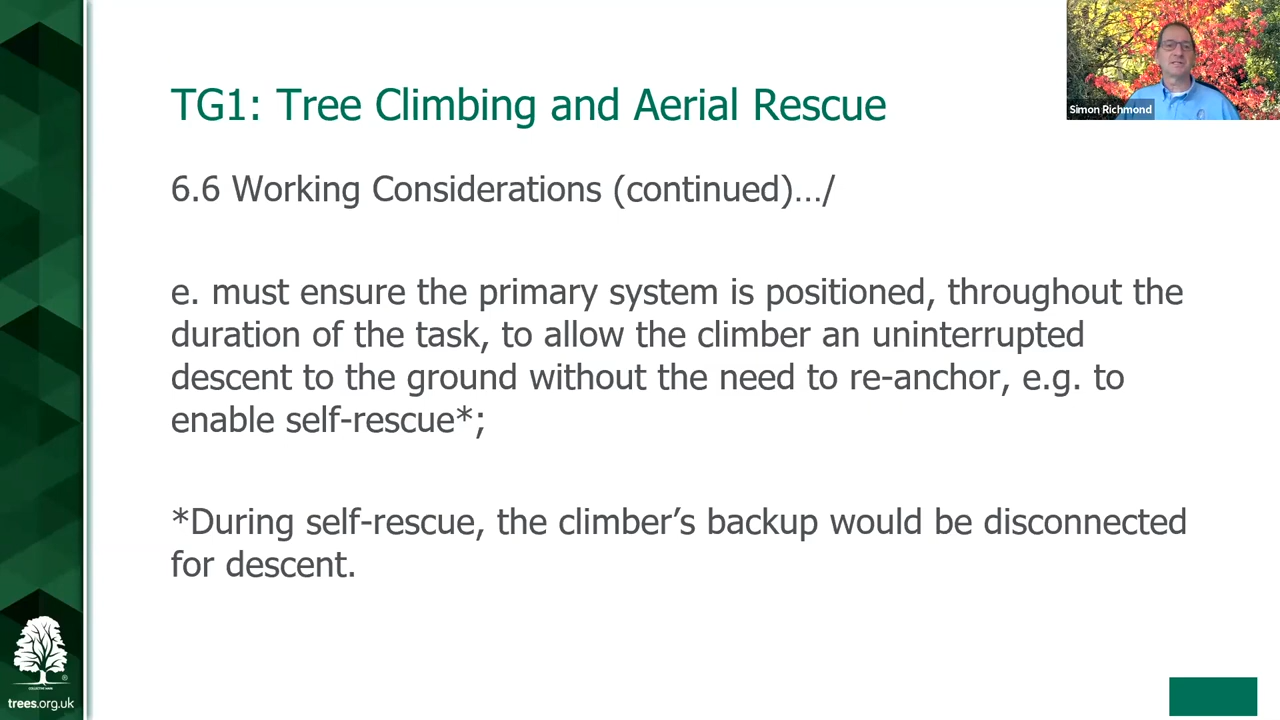 TG1: Tree Climbing and Aerial Rescue
Simon Richmond
6.6 Working Considerations (continued)…/
e. must ensure the primary system is positioned, throughout the
duration of the task, to allow the climber an uninterrupted
descent to the ground without the need to re-anchor, e.g. to
enable self-rescue*;
*During self-rescue, the climber’s backup would be disconnected
for descent.
COLLECTIVE MARK
®
trees.org.uk